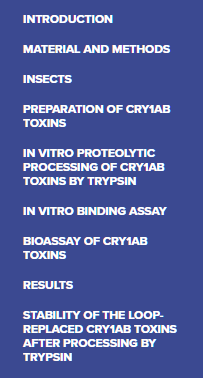 INTRODUCTION
MATERIAL AND METHODS
INSECTS
PREPARATION OF CRY1AB
TOXINS
IN VITRO PROTEOLYTIC
PROCESSING OF CRY1AB
TOXINS BY TRYPSIN
IN VITRO BINDING ASSAY
BIOASSAY OF CRY1AB
TOXINS
RESULTS
STABILITY OF THE LOOP-
REPLACED CRY1AB TOXINS
AFTER PROCESSING BY
TRYPSIN